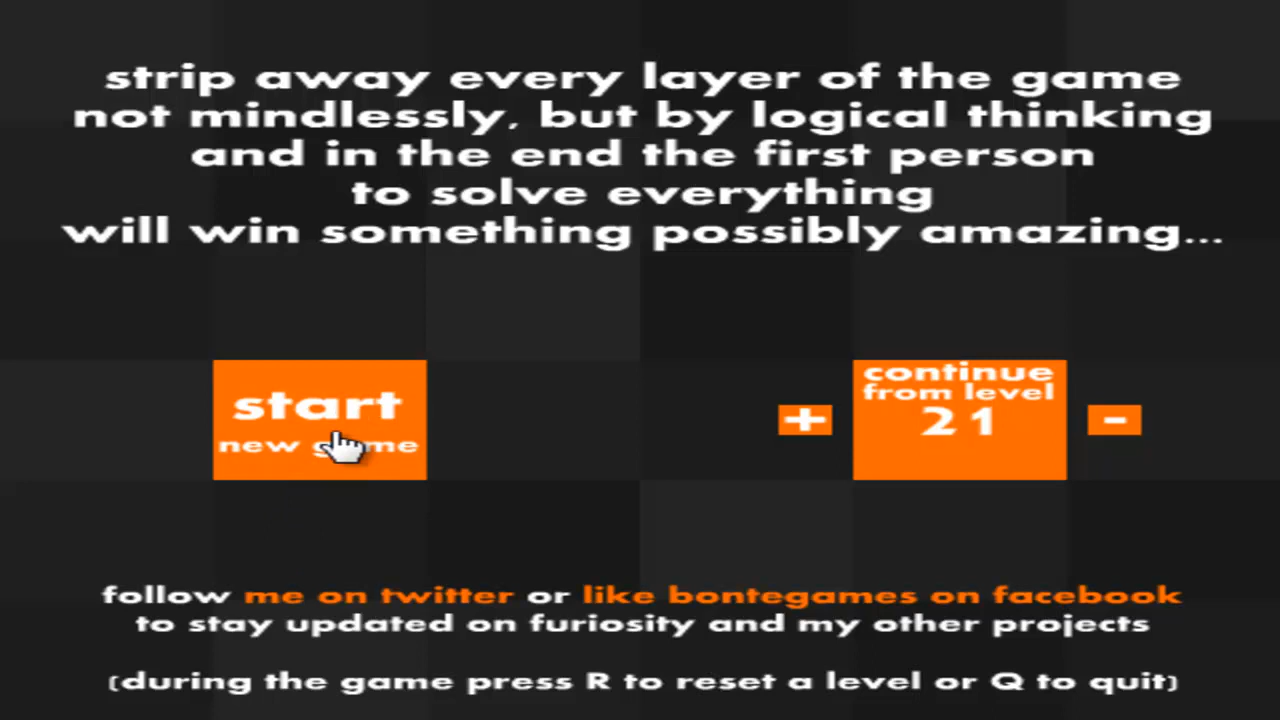 strip away every layer of the game
not mindlessly, but by logical thinking
and in the end the first person
to solve everything
will win something possibly amazing...
start
new game
continue
from level
+ 21 -
follow me on twitter or like bontegames on facebook
to stay updated on furiosity and my other projects
(during the game press R to reset a level or Q to quit)